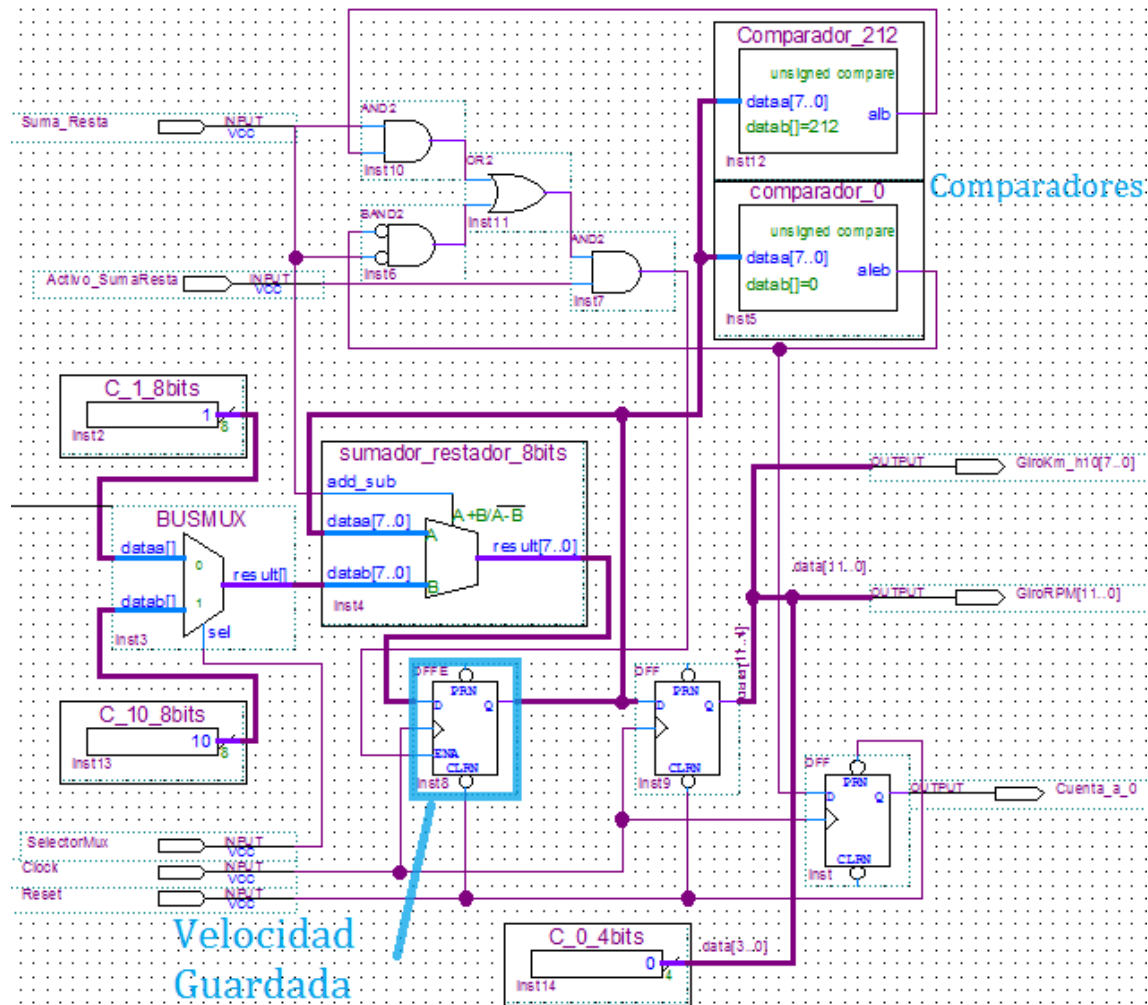 Comparador_212
unsigned compare
dataa[7..0]
datab[]=212
alb
inst12
comparador_0
unsigned compare
dataa[7..0]
datab[]=0
aleb
inst5
Comparadores
Suma_Resta
INPUT
VCC
AND2
inst10
OR2
inst11
BAND2
inst6
AND2
inst7
Activo_SumaResta
INPUT
VCC
C_1_8bits
1
8
inst2
BUSMUX
dataa[]
0
result[]
datab[]
1
sel
inst3
sumador_restador_8bits
add_sub
A+B/A-B
dataa[7..0]
A
result[7..0]
datab[7..0]
B
inst4
OUTPUT
GiroKm_h10[7..0]
data[11..0]
OUTPUT
GiroRPM[11..0]
data[11..4]
C_10_8bits
10
8
inst13
DFFE
PRN
D
Q
ENA
CLRN
inst8
DFF
PRN
D
Q
CLRN
inst9
DFF
PRN
D
Q
CLRN
inst
OUTPUT
Cuenta_a_0
SelectorMux
INPUT
VCC
Clock
INPUT
VCC
Reset
INPUT
VCC
Velocidad
Guardada
C_0_4bits
0
4
inst14
data[3..0]